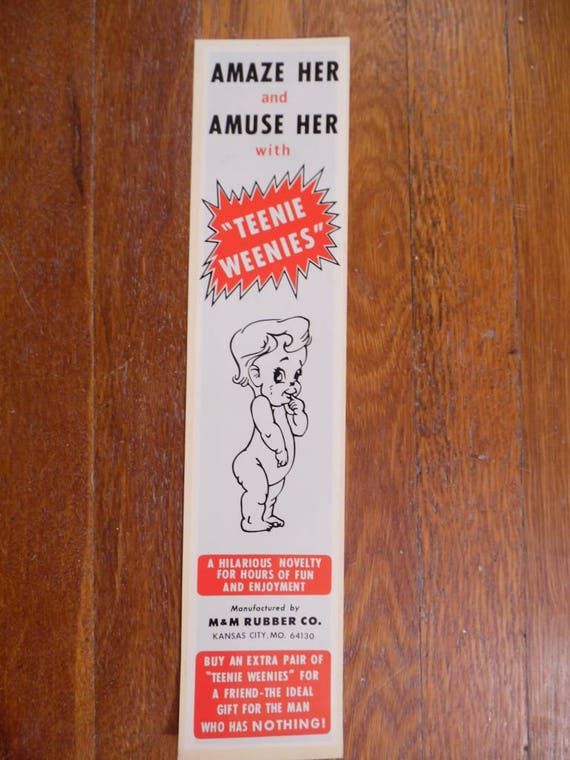 AMAZE HER
and
AMUSE HER
with
"TEENIE
WEENIES"
A HILARIOUS NOVELTY
FOR HOURS OF FUN
AND ENJOYMENT
Manufactured by
M&M RUBBER CO.
KANSAS CITY, MO. 64130
BUY AN EXTRA PAIR OF
"TEENIE WEENIES" FOR
A FRIEND-THE IDEAL
GIFT FOR THE MAN
WHO HAS NOTHING!